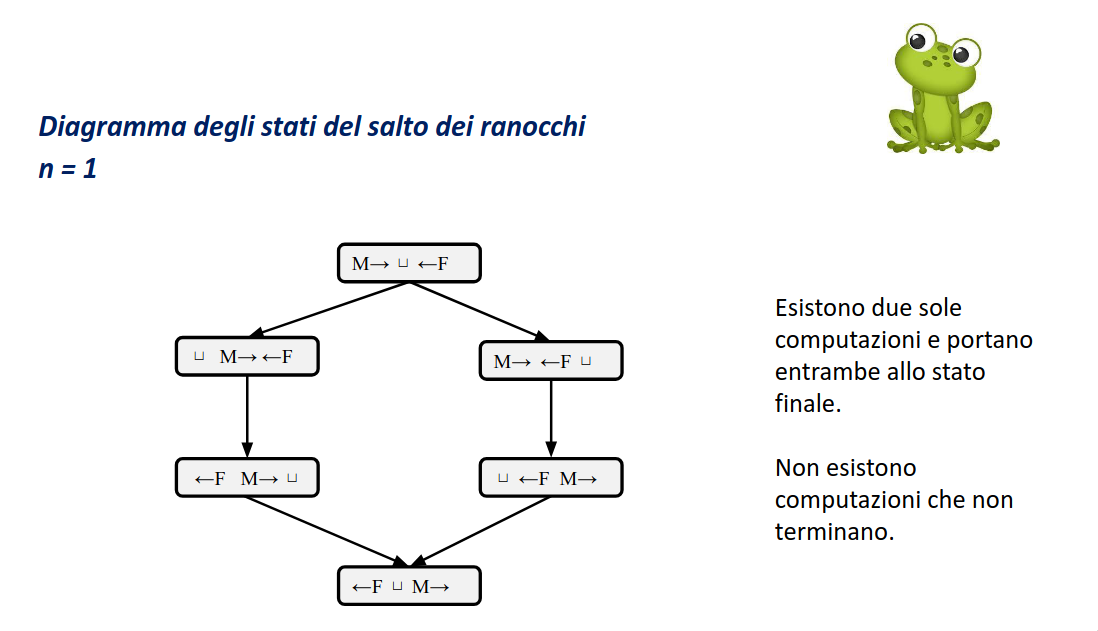 Diagramma degli stati del salto dei ranocchi
n = 1
M→ ⊔ ←F
⊔ M→ ←F
M→ ←F ⊔
←F M→ ⊔
⊔ ←F M→
←F ⊔ M→
Esistono due sole
computazioni e portano
entrambe allo stato
finale.
Non esistono
computazioni che non
terminano.